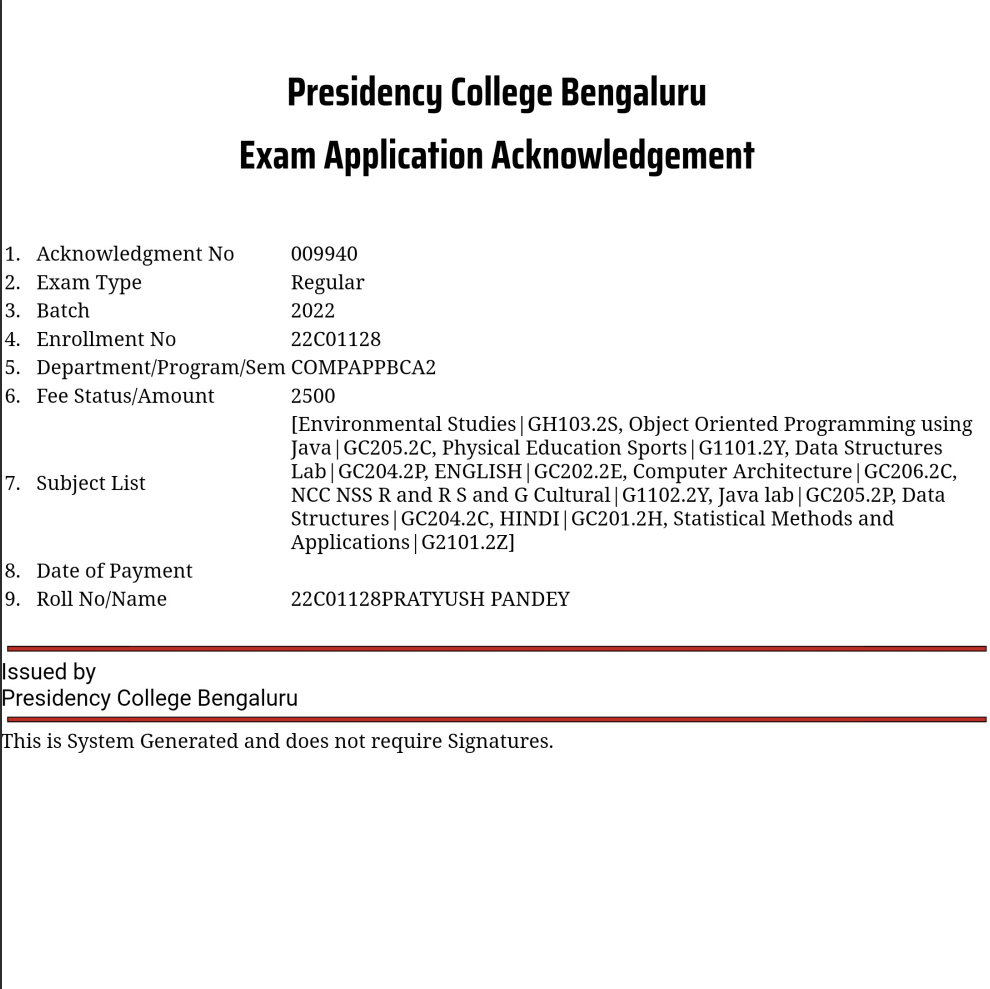 Presidency College Bengaluru
Exam Application Acknowledgement
1. Acknowledgment No 009940
2. Exam Type Regular
3. Batch 2022
4. Enrollment No 22C01128
5. Department/Program/Sem COMPAPPBCA2
6. Fee Status/Amount 2500
[Environmental Studies|GH103.2S, Object Oriented Programming using
Java|GC205.2C, Physical Education Sports|G1101.2Y, Data Structures
Lab|GC204.2P, ENGLISH|GC202.2E, Computer Architecture|GC206.2C,
7. Subject List NCC NSS R and R S and G Cultural|G1102.2Y, Java lab|GC205.2P, Data
Structures|GC204.2C, HINDI|GC201.2H, Statistical Methods and
Applications|G2101.2Z]
8. Date of Payment
9. Roll No/Name 22C01128PRATYUSH PANDEY
Issued by
Presidency College Bengaluru
This is System Generated and does not require Signatures.